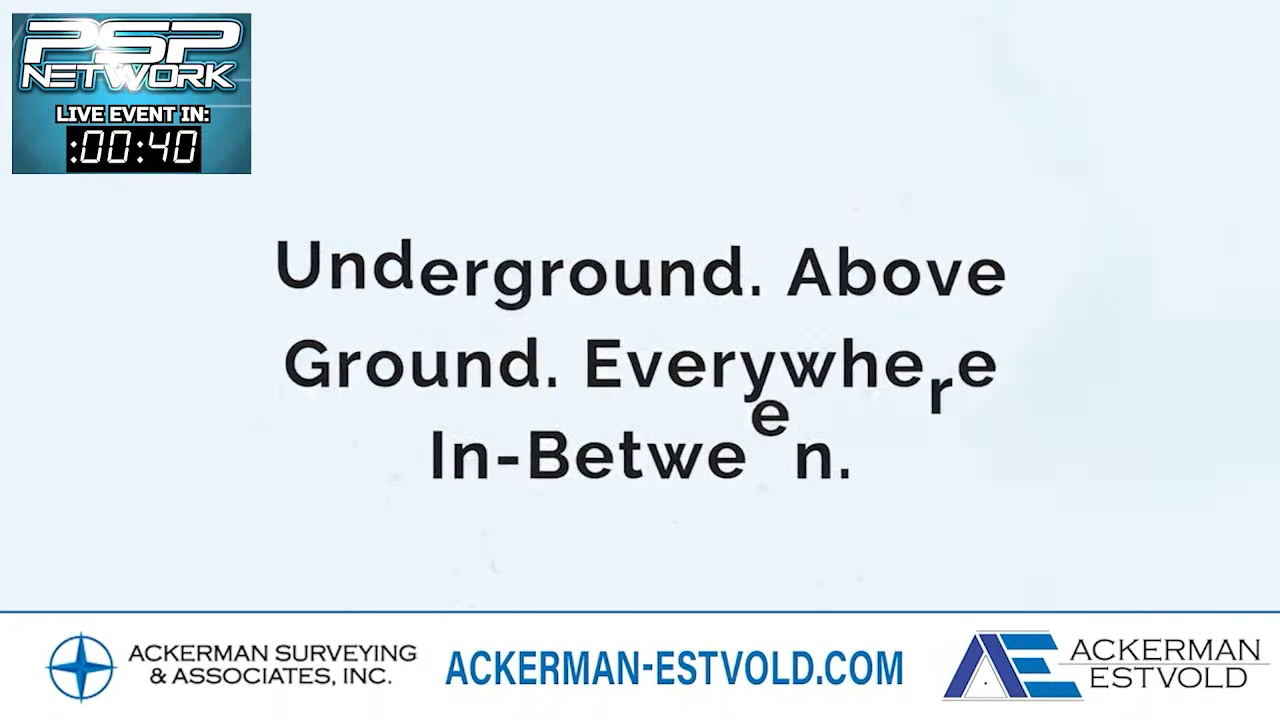 PSP
NETWORK
LIVE EVENT IN:
:00:40
Underground. Above
Ground. Everywhere
In-Between.
ACKERMAN SURVEYING
& ASSOCIATES, INC.
ACKERMAN-ESTVOLD.COM
AE
ACKERMAN
ESTVOLD